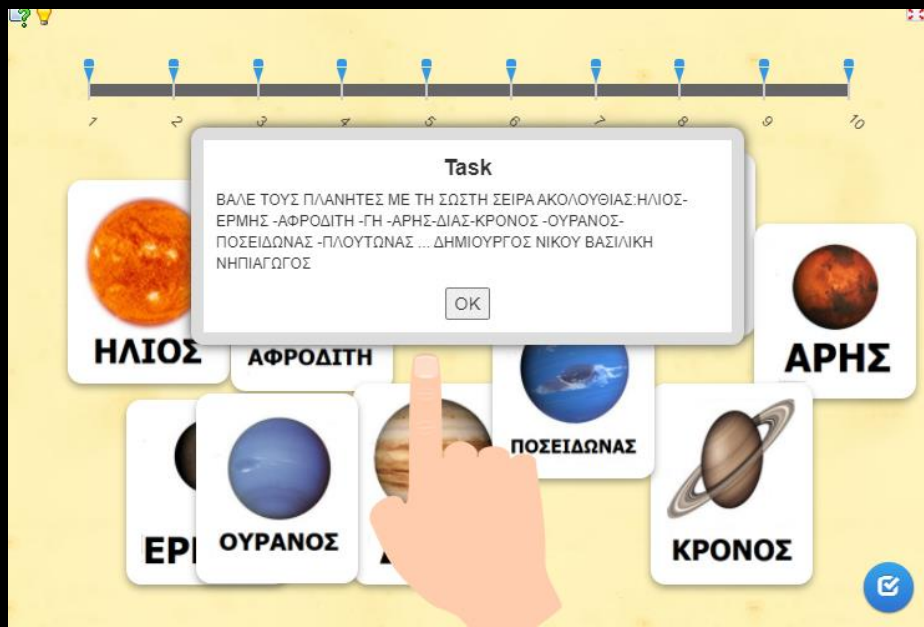 1 2 3 4 5 6 7 8 9 10
Task
ΒΑΛΕ ΤΟΥΣ ΠΛΑΝΗΤΕΣ ΜΕ ΤΗ ΣΩΣΤΗ ΣΕΙΡΑ ΑΚΟΛΟΥΘΙΑΣ:ΗΛΙΟΣ-
ΕΡΜΗΣ -ΑΦΡΟΔΙΤΗ -ΓΗ -ΑΡΗΣ-ΔΙΑΣ-ΚΡΟΝΟΣ -ΟΥΡΑΝΟΣ-
ΠΟΣΕΙΔΩΝΑΣ -ΠΛΟΥΤΩΝΑΣ ... ΔΗΜΙΟΥΡΓΟΣ ΝΙΚΟΥ ΒΑΣΙΛΙΚΗ
ΝΗΠΙΑΓΩΓΟΣ
OK
ΗΛΙΟΣ
ΑΦΡΟΔΙΤΗ
ΑΡΗΣ
ΠΟΣΕΙΔΩΝΑΣ
ΟΥΡΑΝΟΣ
ΚΡΟΝΟΣ